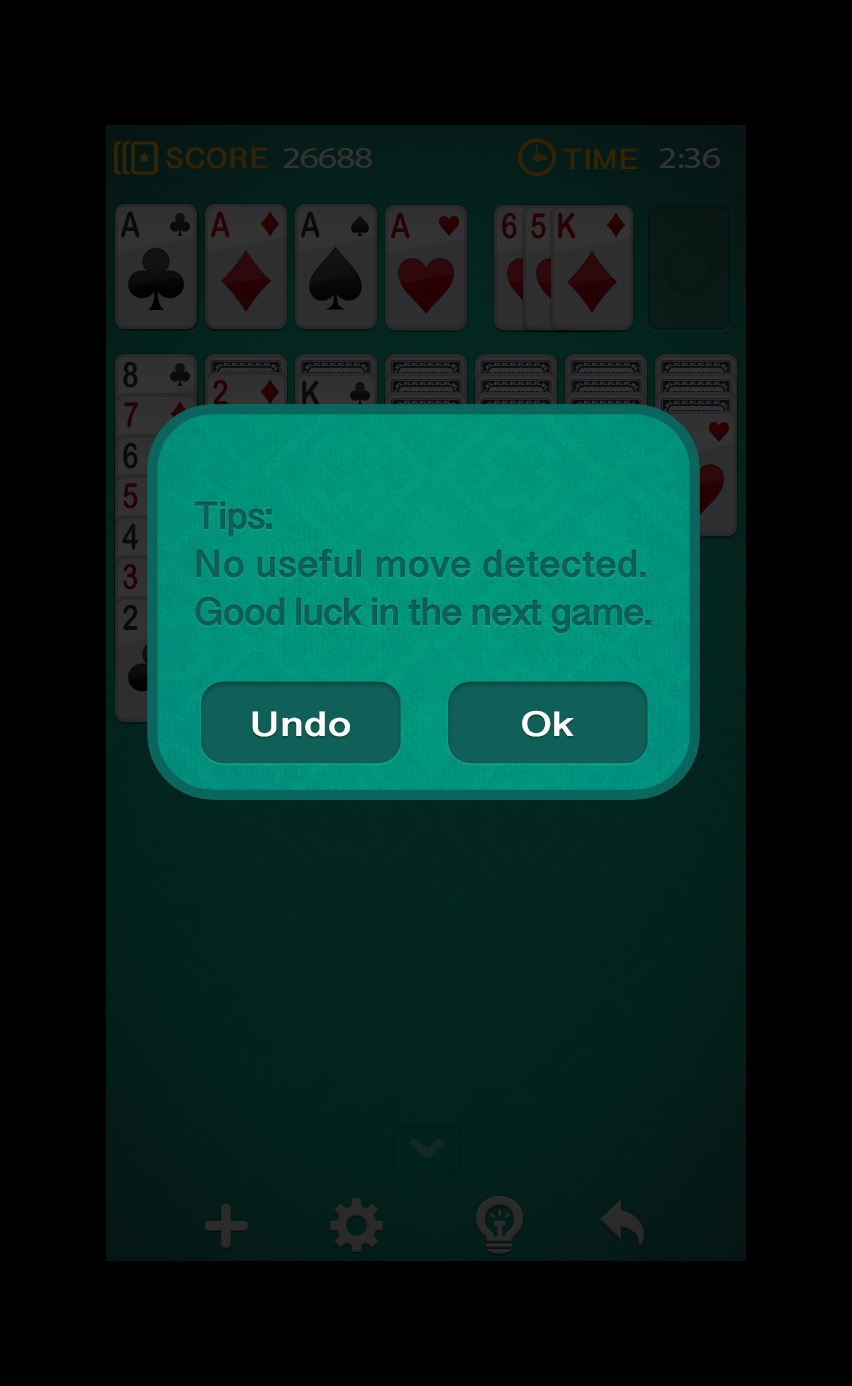 SCORE 26688 TIME 2:36
A A A A 6 5 K
8
7 2 K
6
5
4
3
2
Tips:
No useful move detected.
Good luck in the next game.
Undo Ok